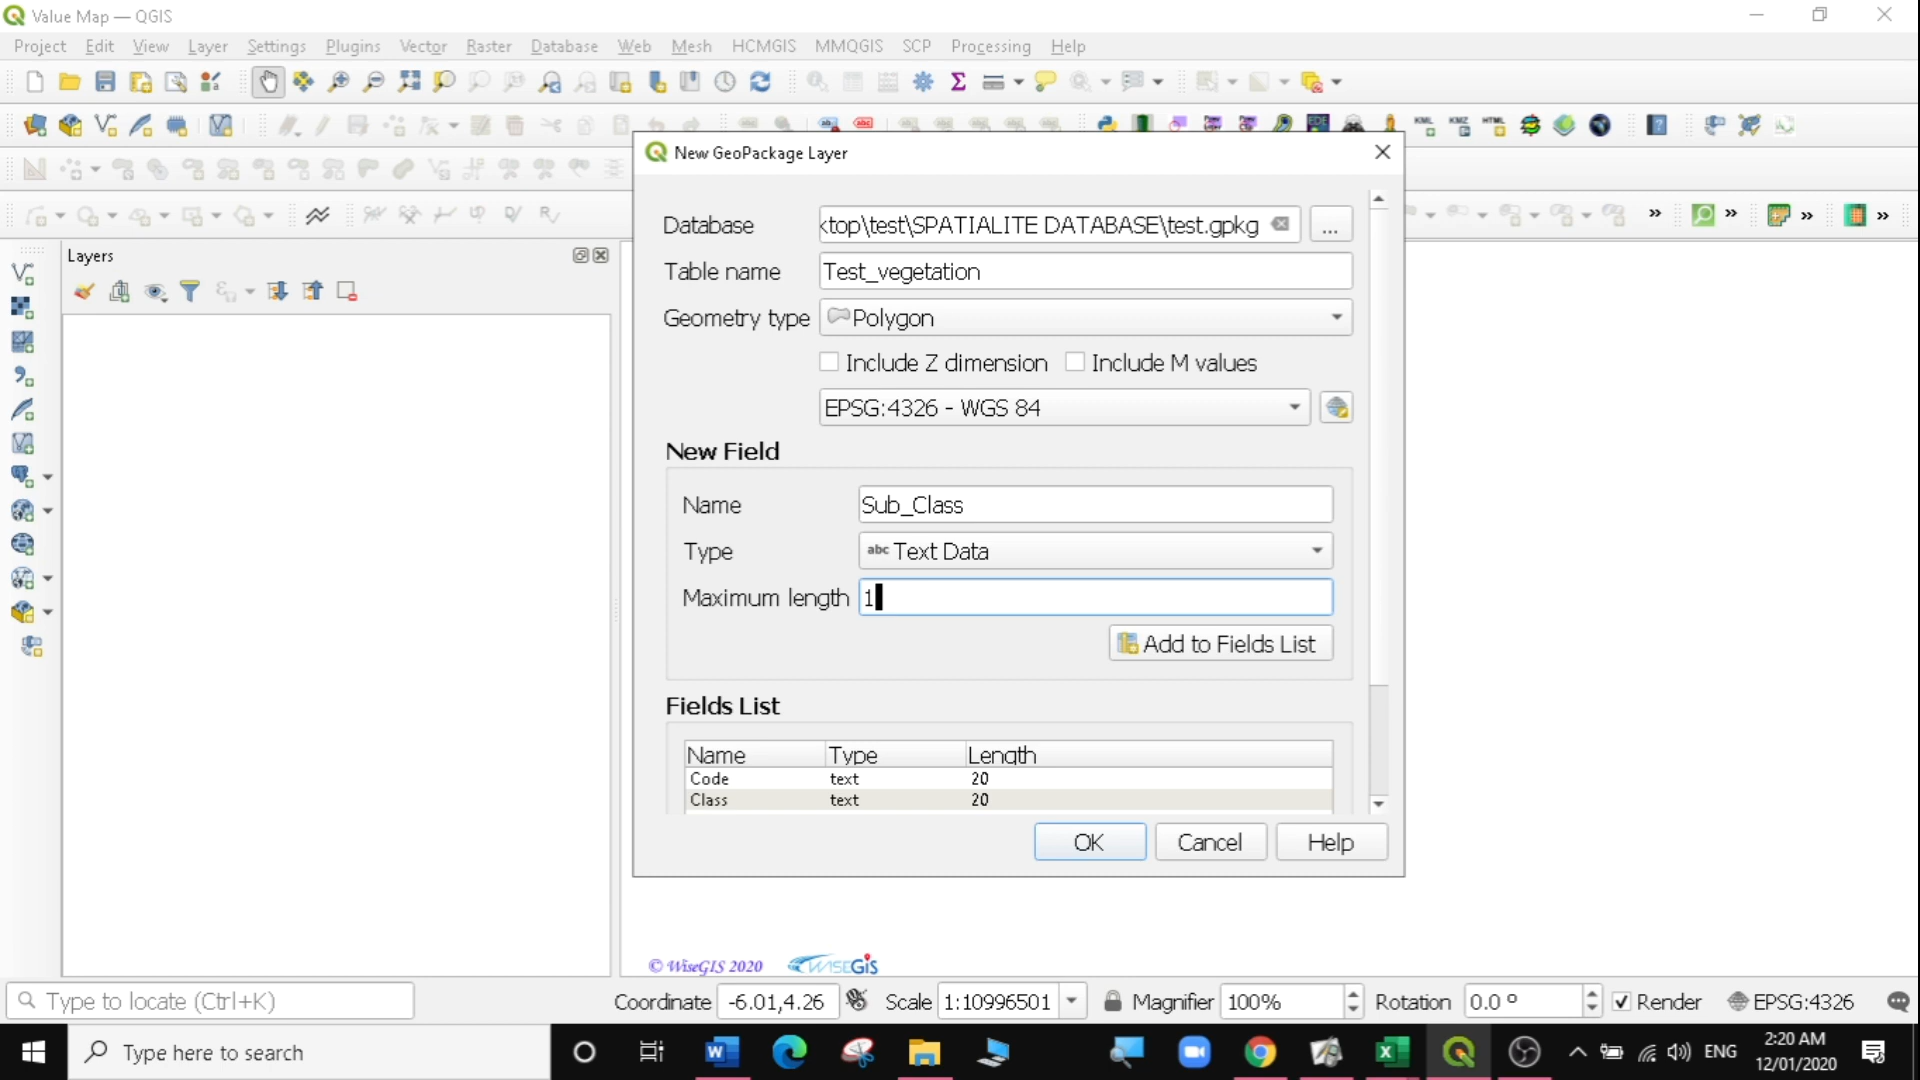 Value Map — QGIS
Project Edit View Layer Settings Plugins Vector Raster Database Web Mesh HCMGIS MMQGIS SCP Processing Help
KML KMZ HTML
Layers
New GeoPackage Layer
Database ktop\test\SPATIALITE DATABASE\test.gpkg ...
Table name Test_vegetation
Geometry type Polygon
Include Z dimension Include M values
EPSG:4326 - WGS 84
New Field
Name Sub_Class
Type abc Text Data
Maximum length 1
Add to Fields List
Fields List
Name Type Length
Code text 20
Class text 20
OK Cancel Help
© WiseGIS 2020 WISEGIS
Type to locate (Ctrl+K) Coordinate -6.01,4.26 Scale 1:10996501 Magnifier 100% Rotation 0.0 ° Render EPSG:4326
Type here to search ENG 2:20 AM
12/01/2020